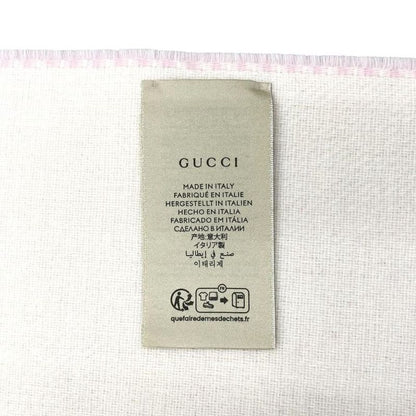 GUCCI
MADE IN ITALY
FABRIQUÉ EN ITALIE
HERGESTELLT IN ITALIEN
HECHO EN ITALIA
FABRICADO EM ITÁLIA
СДЕЛАНО В ИТАЛИИ
产地:意大利
イタリア製
صنع في إيطاليا
이태리제
FR
quefairedemesdechets.fr